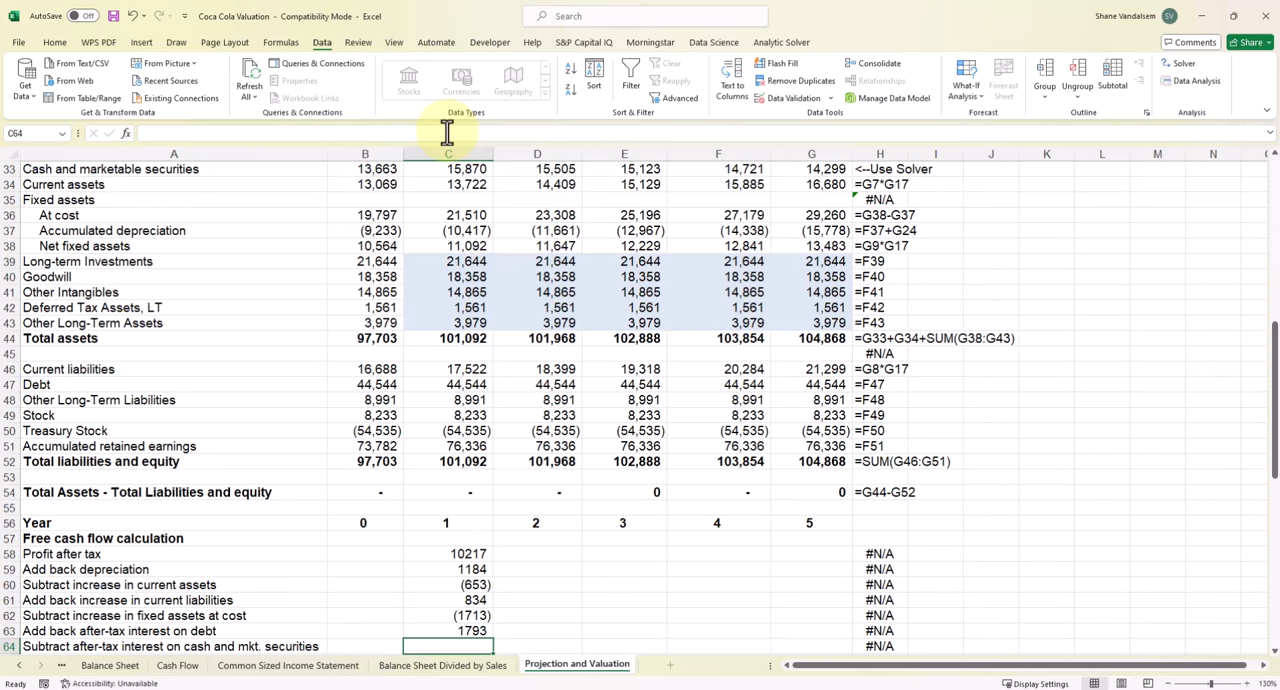 AutoSave Off Coca Cola Valuation - Compatibility Mode - Excel Search Shane Vandalsem SV
File Home WPS PDF Insert Draw Page Layout Formulas Data Review View Automate Developer Help S&P Capital IQ Morningstar Data Science Analytic Solver Comments Share
Get Data From Text/CSV From Picture Refresh All Queries & Connections Stocks Currencies Geography Sort Filter Clear Text to Columns Flash Fill Consolidate What-If Analysis Forecast Sheet Group Ungroup Subtotal Solver
From Web Recent Sources Properties Reapply Remove Duplicates Relationships Data Analysis
From Table/Range Existing Connections Workbook Links Advanced Data Validation Manage Data Model
Get & Transform Data Queries & Connections Data Types Sort & Filter Data Tools Forecast Outline Analyze
C64 fx
A B C D E F G H I J K L M N
33 Cash and marketable securities 13,663 15,870 15,505 15,123 14,721 14,299 <--Use Solver
34 Current assets 13,069 13,722 14,409 15,129 15,885 16,680 =G7*G17
35 Fixed assets #N/A
36 At cost 19,797 21,510 23,308 25,196 27,179 29,260 =G38-G37
37 Accumulated depreciation (9,233) (10,417) (11,661) (12,967) (14,338) (15,778) =F37+G24
38 Net fixed assets 10,564 11,092 11,647 12,229 12,841 13,483 =G9*G17
39 Long-term Investments 21,644 21,644 21,644 21,644 21,644 21,644 =F39
40 Goodwill 18,358 18,358 18,358 18,358 18,358 18,358 =F40
41 Other Intangibles 14,865 14,865 14,865 14,865 14,865 14,865 =F41
42 Deferred Tax Assets, LT 1,561 1,561 1,561 1,561 1,561 1,561 =F42
43 Other Long-Term Assets 3,979 3,979 3,979 3,979 3,979 3,979 =F43
44 Total assets 97,703 101,092 101,968 102,888 103,854 104,868 =G33+G34+SUM(G38:G43)
45 #N/A
46 Current liabilities 16,688 17,522 18,399 19,318 20,284 21,299 =G8*G17
47 Debt 44,544 44,544 44,544 44,544 44,544 44,544 =F47
48 Other Long-Term Liabilities 8,991 8,991 8,991 8,991 8,991 8,991 =F48
49 Stock 8,233 8,233 8,233 8,233 8,233 8,233 =F49
50 Treasury Stock (54,535) (54,535) (54,535) (54,535) (54,535) (54,535) =F50
51 Accumulated retained earnings 73,782 76,336 76,336 76,336 76,336 76,336 =F51
52 Total liabilities and equity 97,703 101,092 101,968 102,888 103,854 104,868 =SUM(G46:G51)
53
54 Total Assets - Total Liabilities and equity - - - 0 - 0 =G44-G52
55
56 Year 0 1 2 3 4 5
57 Free cash flow calculation
58 Profit after tax 10217 #N/A
59 Add back depreciation 1184 #N/A
60 Subtract increase in current assets (653) #N/A
61 Add back increase in current liabilities 834 #N/A
62 Subtract increase in fixed assets at cost (1713) #N/A
63 Add back after-tax interest on debt 1793 #N/A
64 Subtract after-tax interest on cash and mkt. securities #N/A
... Balance Sheet Cash Flow Common Sized Income Statement Balance Sheet Divided by Sales Projection and Valuation
Ready Accessibility: Unavailable Display Settings 130%